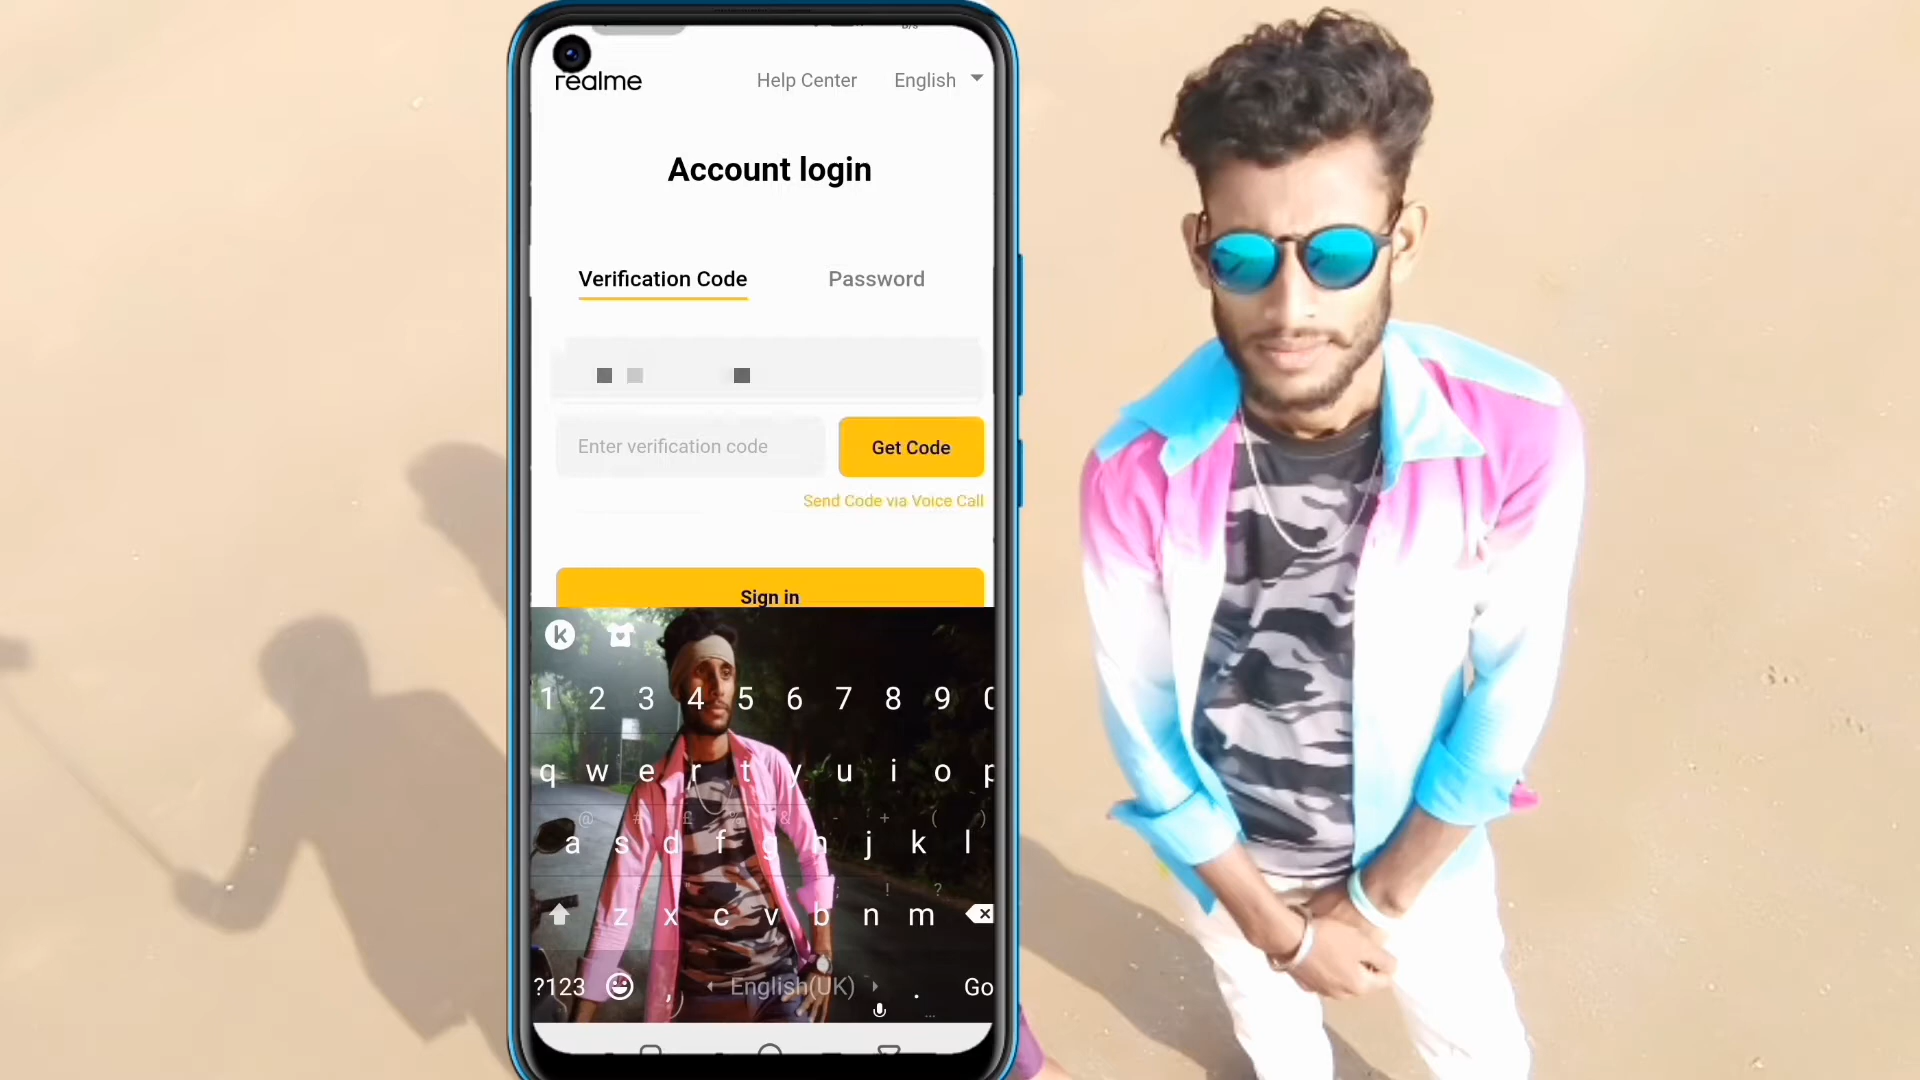 realme
Help Center
English
Account login
Verification Code
Password
Enter verification code
Get Code
Send Code via Voice Call
Sign in
k
1 2 3 4 5 6 7 8 9 0
q w e r t y u i o p
@ # £ & - + ( )
a s d f g h j k l
" : ; ! ?
z x c v b n m
?123 , English(UK) . Go